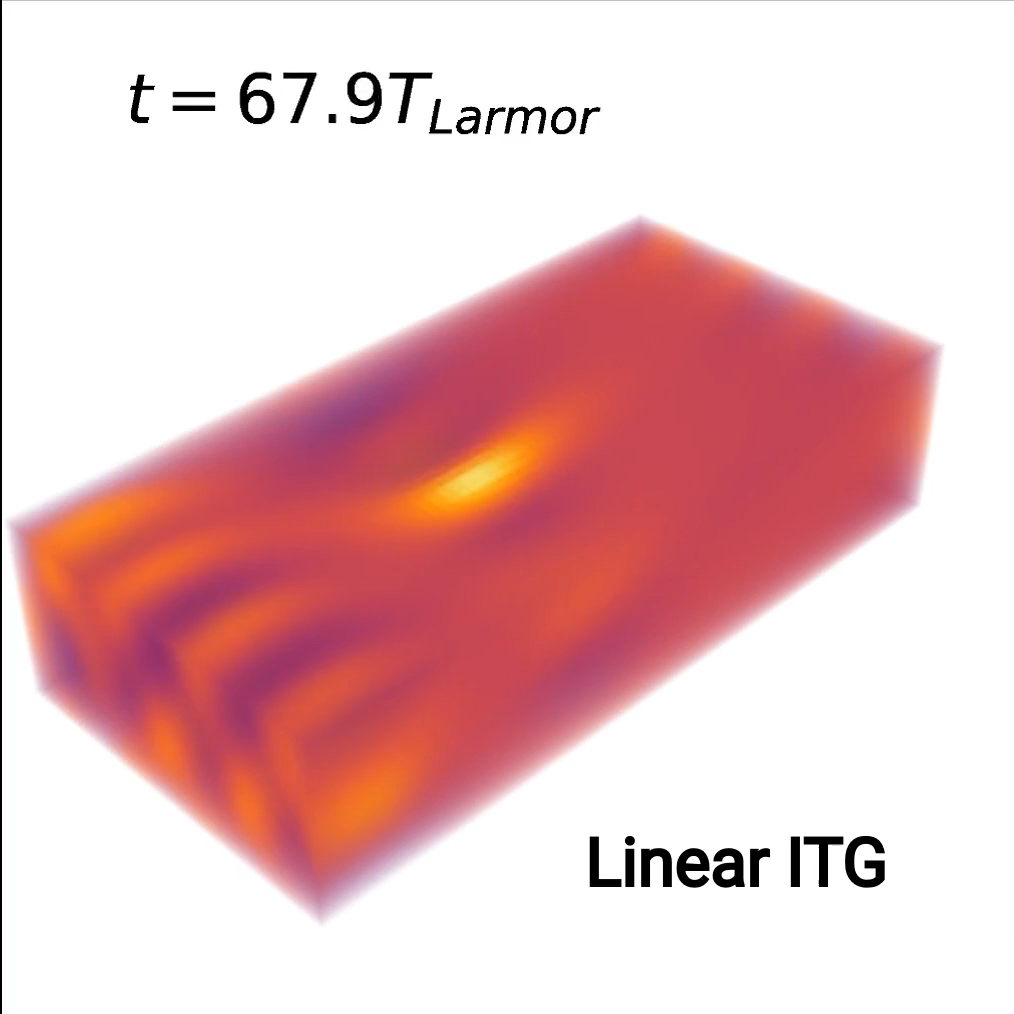 t = 67.9T_Larmor
Linear ITG